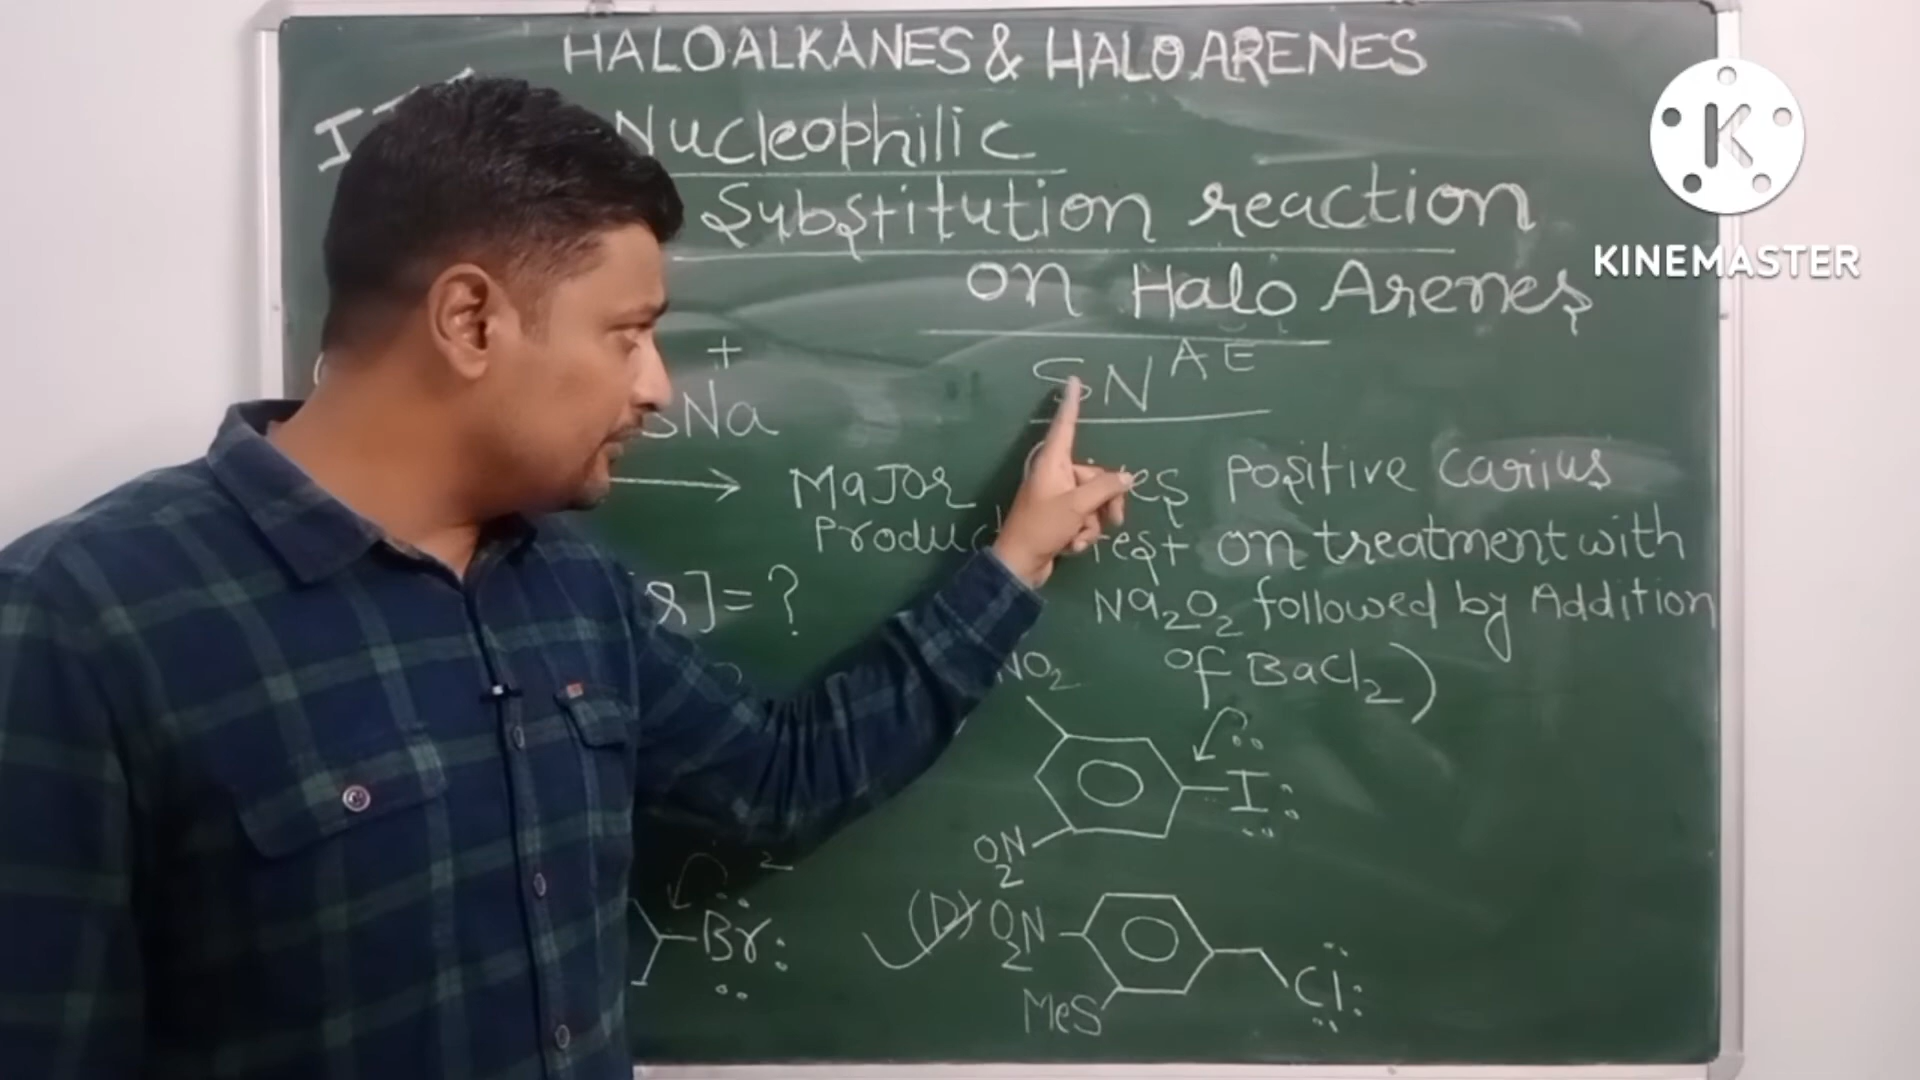 HALOALKANES & HALOARENES
Nucleophilic
Substitution reaction
on Halo Arenes
SN AE
+
SNa
→ Major Gives positive carius
Product test on treatment with
]=? Na2O2 followed by Addition
NO2 of BaCl2)
I
O2N
Br
(D) O2N
Cl
MeS
K
KINEMASTER